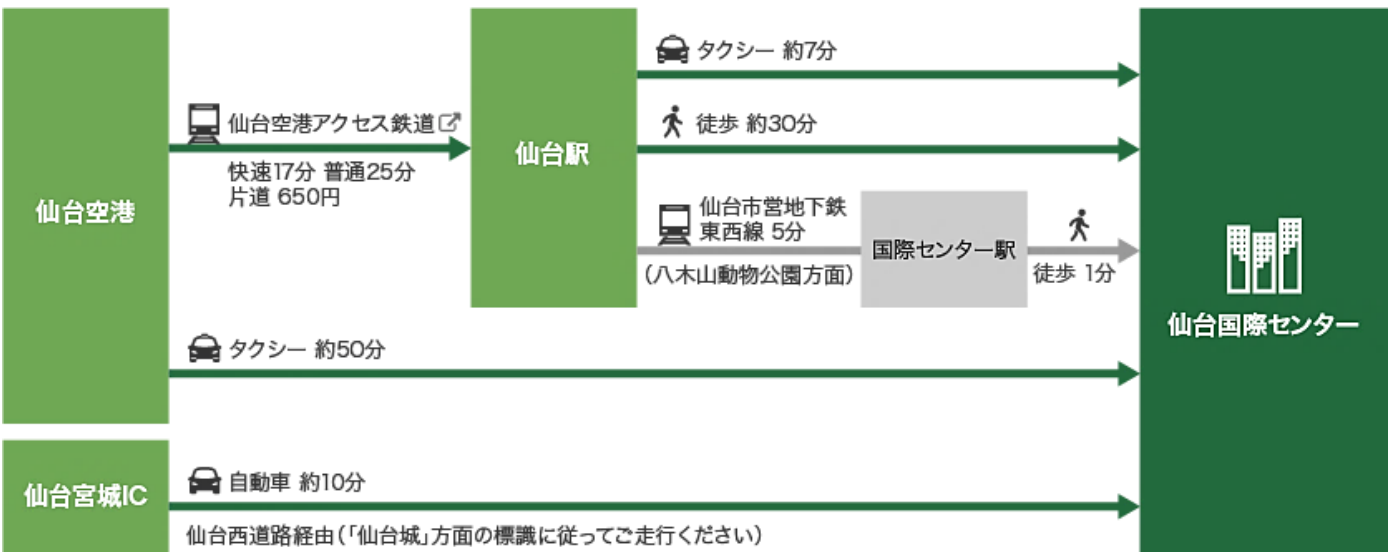 仙台空港
仙台空港アクセス鉄道
快速17分 普通25分
片道 650円
仙台駅
タクシー 約7分
徒歩 約30分
仙台市営地下鉄
東西線 5分
(八木山動物公園方面)
国際センター駅
徒歩 1分
仙台国際センター
タクシー 約50分
仙台宮城IC
自動車 約10分
仙台西道路経由(「仙台城」方面の標識に従ってご走行ください)